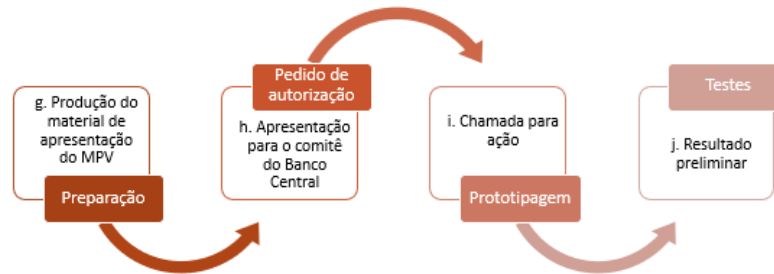 g. Produção do
material de
apresentação
do MPV
Preparação
Pedido de
autorização
h. Apresentação
para o comitê
do Banco
Central
i. Chamada para
ação
Prototipagem
Testes
j. Resultado
preliminar